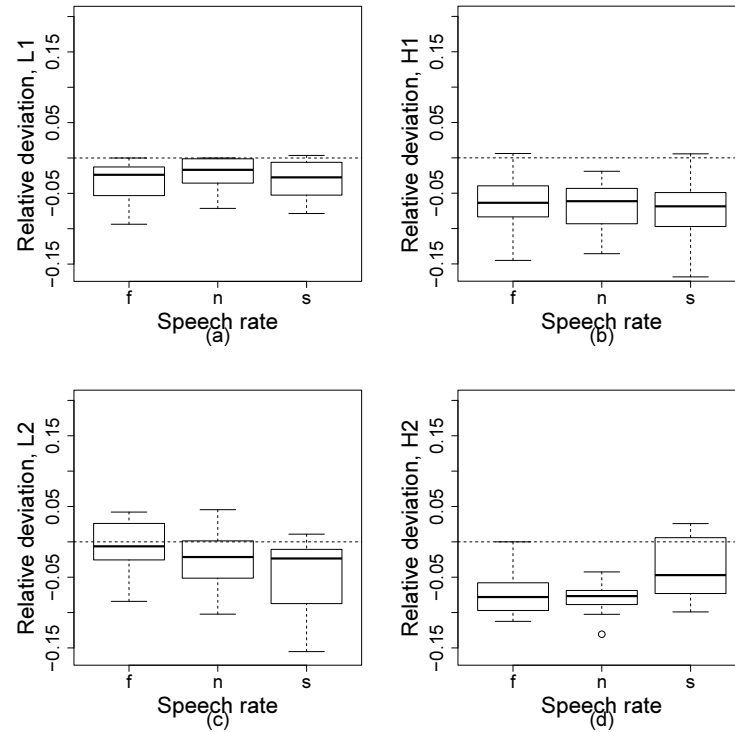 Relative deviation, L1
0.15
0.05
−0.05
−0.15
f n s
Speech rate
(a)
Relative deviation, H1
0.15
0.05
−0.05
−0.15
f n s
Speech rate
(b)
Relative deviation, L2
0.15
0.05
−0.05
−0.15
f n s
Speech rate
(c)
Relative deviation, H2
0.15
0.05
−0.05
−0.15
f n s
Speech rate
(d)